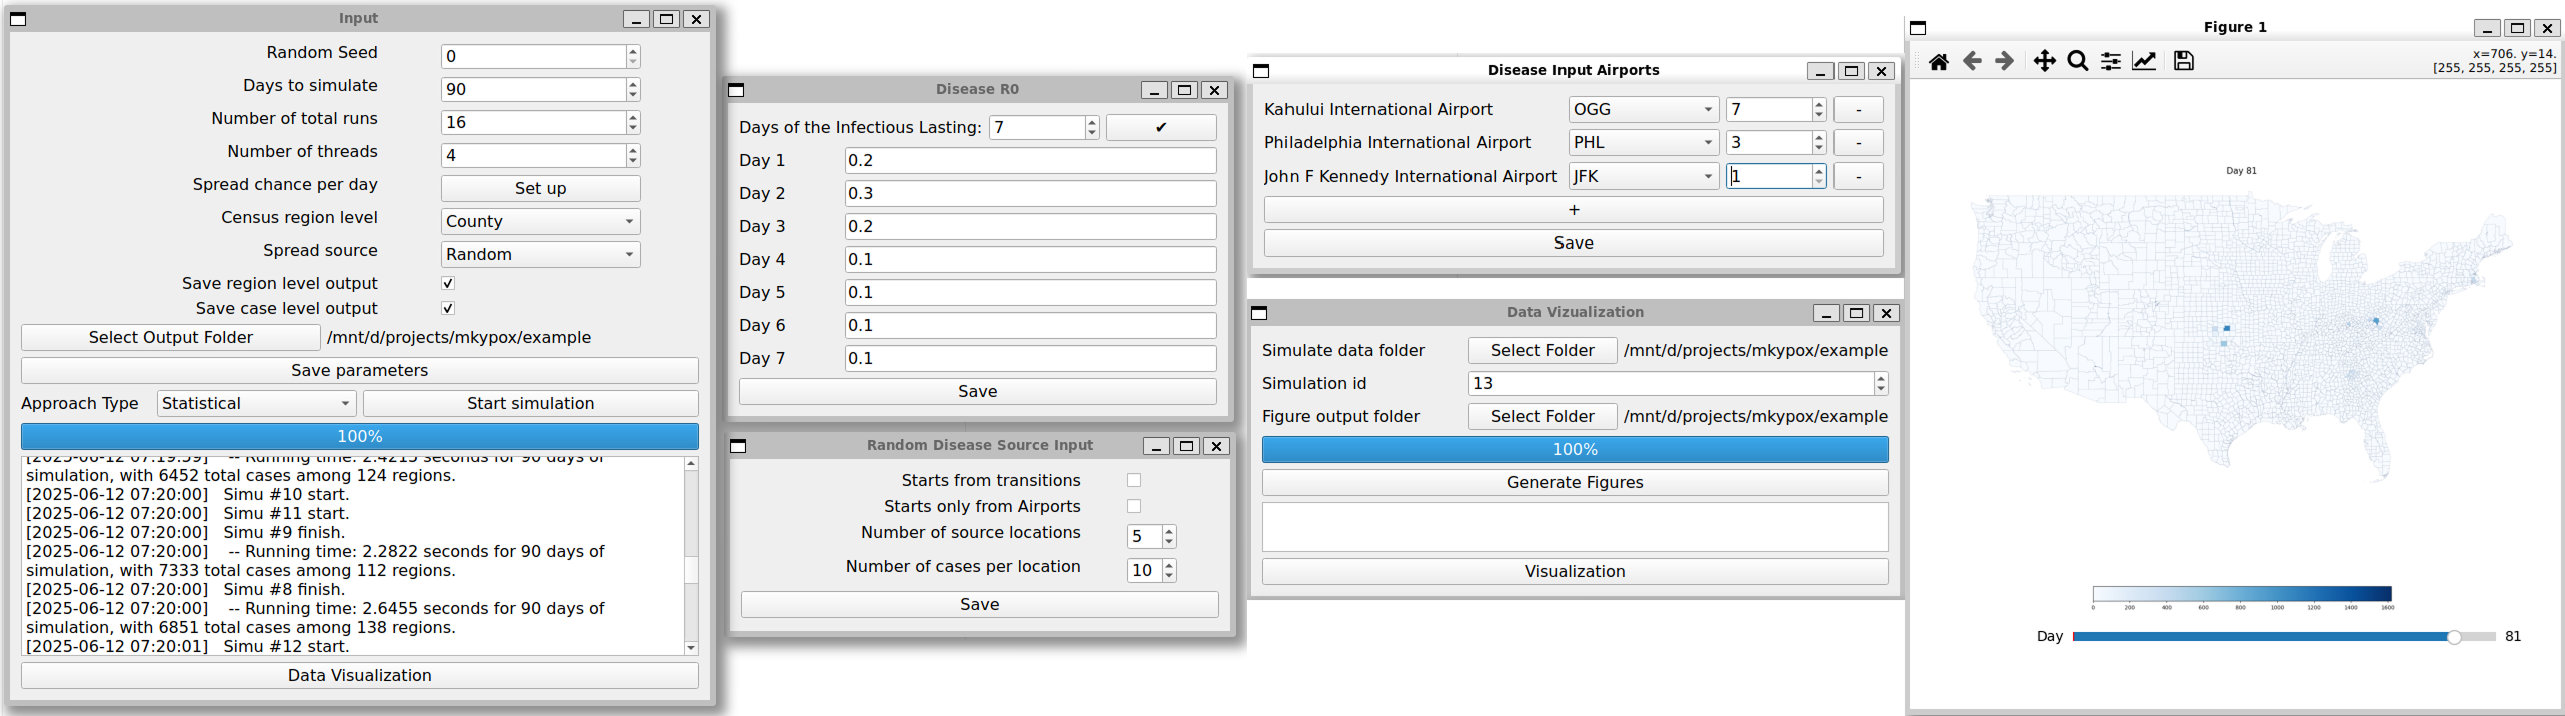 Input
Random Seed 0
Days to simulate 90
Number of total runs 16
Number of threads 4
Spread chance per day Set up
Census region level County
Spread source Random
Save region level output ✓
Save case level output ✓
Select Output Folder /mnt/d/projects/mkypox/example
Save parameters
Approach Type Statistical Start simulation
100%
[2025-06-12 07:19:59] -- Running time: 2.4215 seconds for 90 days of
simulation, with 6452 total cases among 124 regions.
[2025-06-12 07:20:00] Simu #10 start.
[2025-06-12 07:20:00] Simu #11 start.
[2025-06-12 07:20:00] Simu #9 finish.
[2025-06-12 07:20:00] -- Running time: 2.2822 seconds for 90 days of
simulation, with 7333 total cases among 112 regions.
[2025-06-12 07:20:00] Simu #8 finish.
[2025-06-12 07:20:00] -- Running time: 2.6455 seconds for 90 days of
simulation, with 6851 total cases among 138 regions.
[2025-06-12 07:20:01] Simu #12 start.
Data Visualization
Disease R0
Days of the Infectious Lasting: 7 ✔
Day 1 0.2
Day 2 0.3
Day 3 0.2
Day 4 0.1
Day 5 0.1
Day 6 0.1
Day 7 0.1
Save
Random Disease Source Input
Starts from transitions
Starts only from Airports
Number of source locations 5
Number of cases per location 10
Save
Disease Input Airports
Kahului International Airport OGG 7 -
Philadelphia International Airport PHL 3 -
John F Kennedy International Airport JFK 1 -
+
Save
Data Vizualization
Simulate data folder Select Folder /mnt/d/projects/mkypox/example
Simulation id 13
Figure output folder Select Folder /mnt/d/projects/mkypox/example
100%
Generate Figures
Visualization
Figure 1
x=706. y=14.
[255, 255, 255, 255]
Day 81
0 200 400 600 800 1000 1200 1400 1600
Day 81